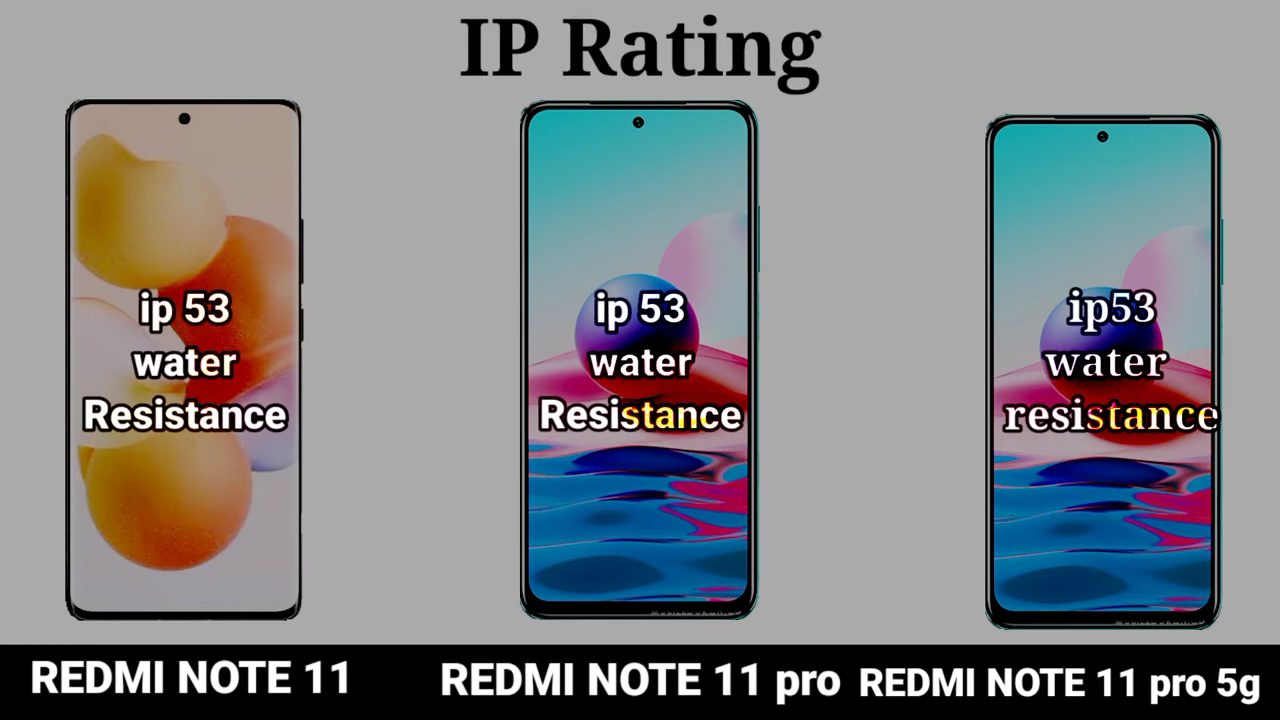 IP Rating
ip 53
water
Resistance
ip 53
water
Resistance
ip53
water
resistance
REDMI NOTE 11
REDMI NOTE 11 pro
REDMI NOTE 11 pro 5g